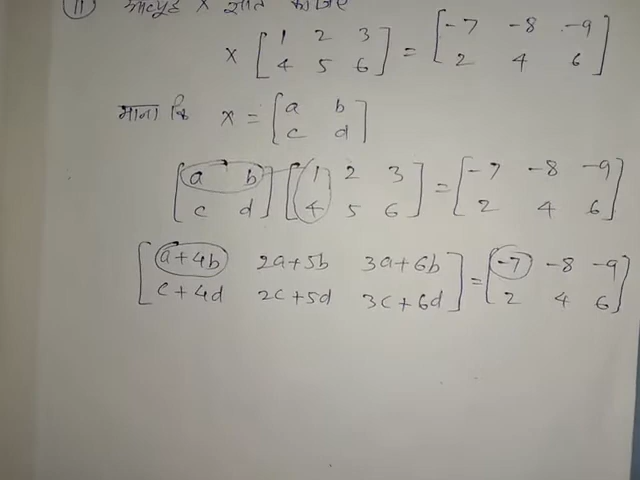 (11) आव्यूह X ज्ञात कीजिए
X [1 2 3] = [-7 -8 -9]
[4 5 6] [2 4 6]
माना कि X = [a b]
[c d]
[a b] [1 2 3] = [-7 -8 -9]
[c d] [4 5 6] [2 4 6]
[a+4b 2a+5b 3a+6b] = [-7 -8 -9]
[c+4d 2c+5d 3c+6d] [2 4 6]